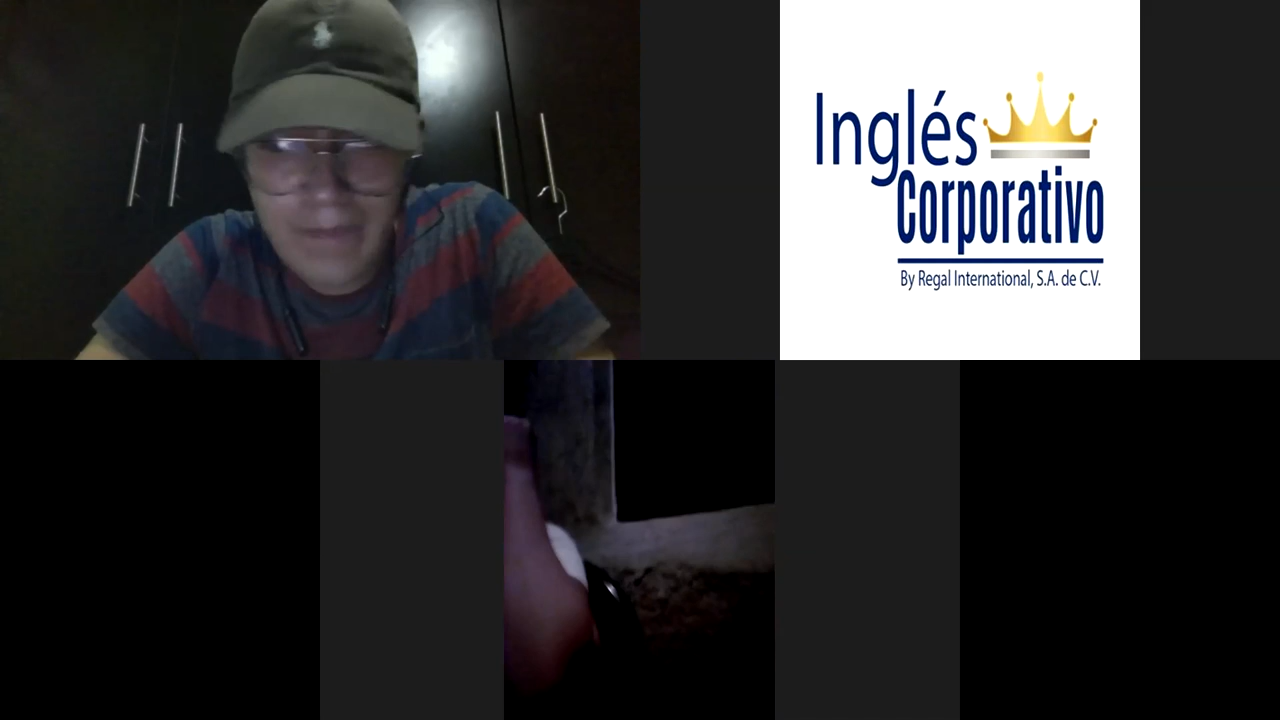 Inglés
Corporativo
By Regal International, S.A. de C.V.